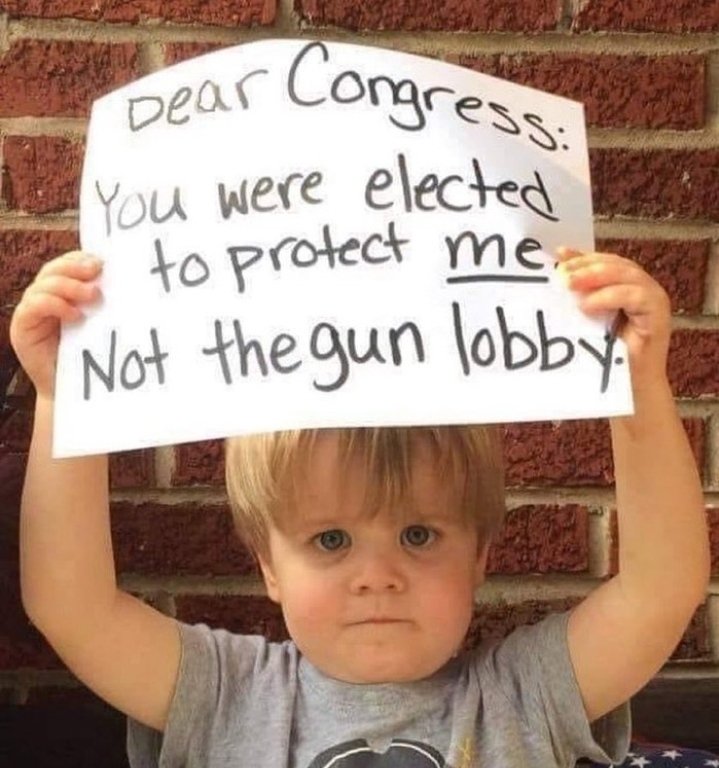 Dear Congress:
You were elected
to protect me.
Not the gun lobby.